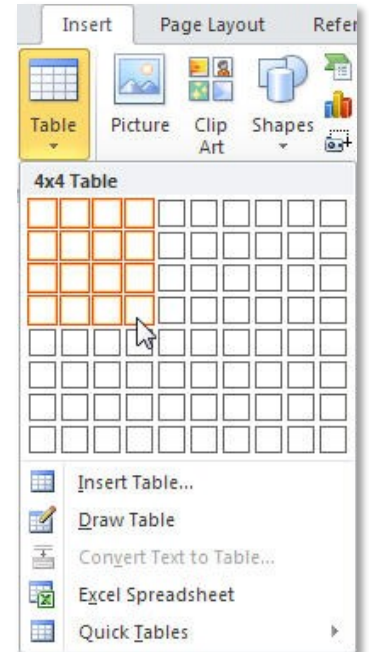 Insert Page Layout Refer
Table Picture Clip Art Shapes
4x4 Table
Insert Table...
Draw Table
Convert Text to Table...
Excel Spreadsheet
Quick Tables